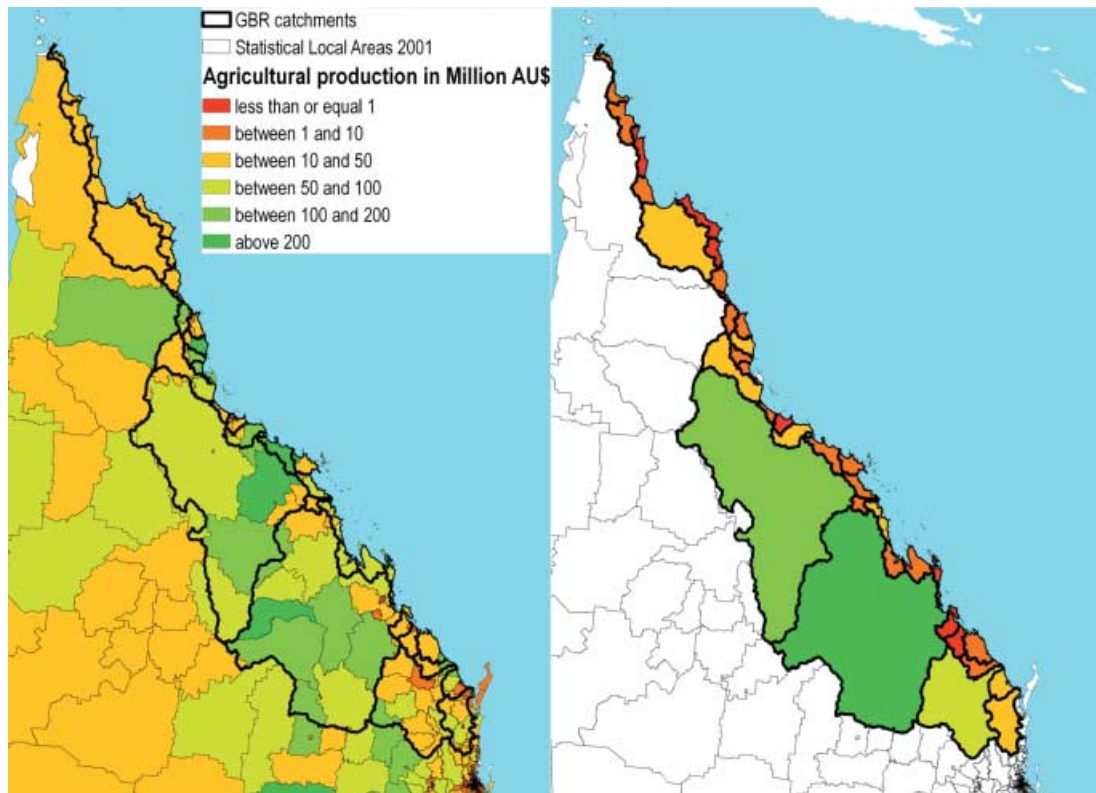 GBR catchments
Statistical Local Areas 2001
Agricultural production in Million AU$
less than or equal 1
between 1 and 10
between 10 and 50
between 50 and 100
between 100 and 200
above 200